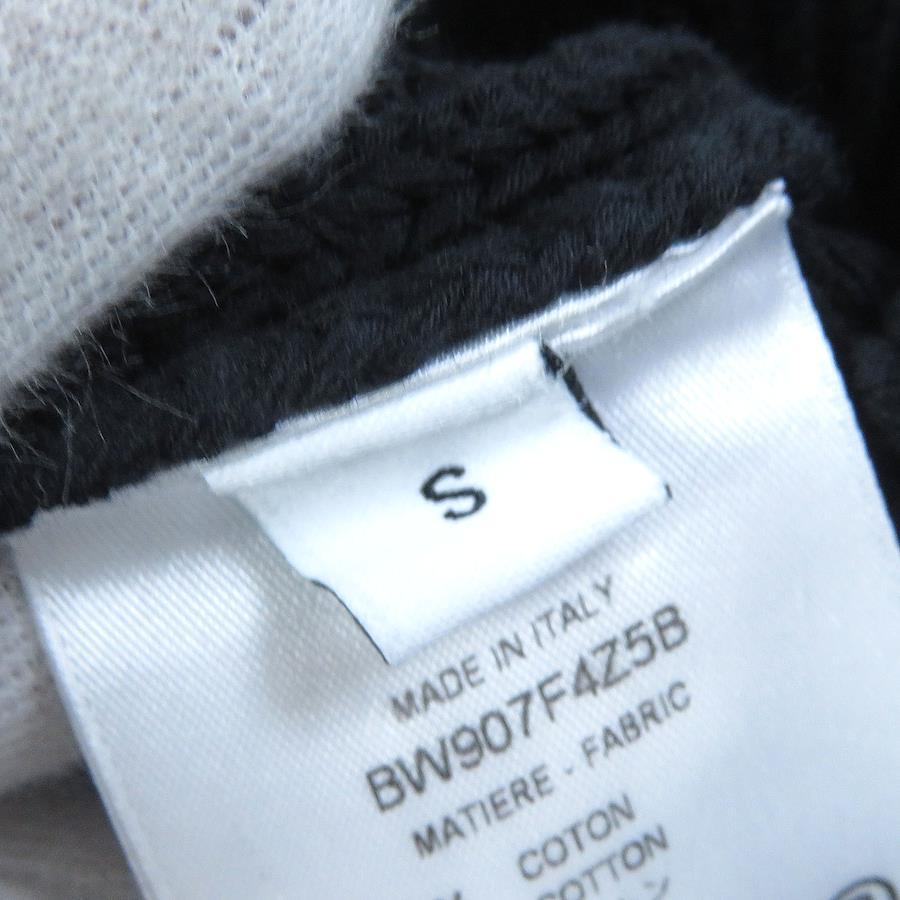 S
MADE IN ITALY
BW907F4Z5B
MATIERE - FABRIC
COTON
COTTON